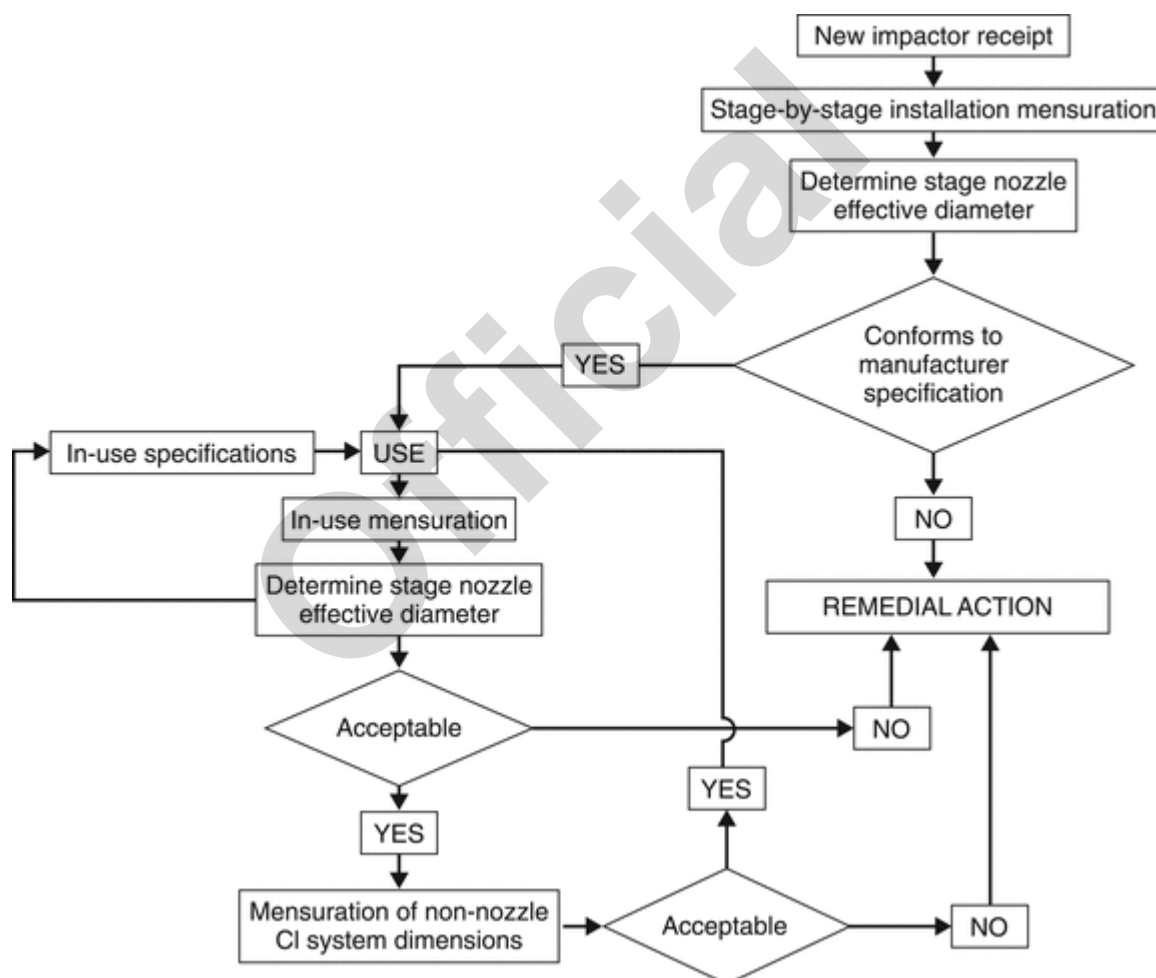 New impactor receipt
Stage-by-stage installation mensuration
Determine stage nozzle
effective diameter
Conforms to
manufacturer
specification
YES
In-use specifications
USE
In-use mensuration
NO
Determine stage nozzle
effective diameter
REMEDIAL ACTION
Acceptable
NO
YES
YES
Mensuration of non-nozzle
CI system dimensions
Acceptable
NO
Official